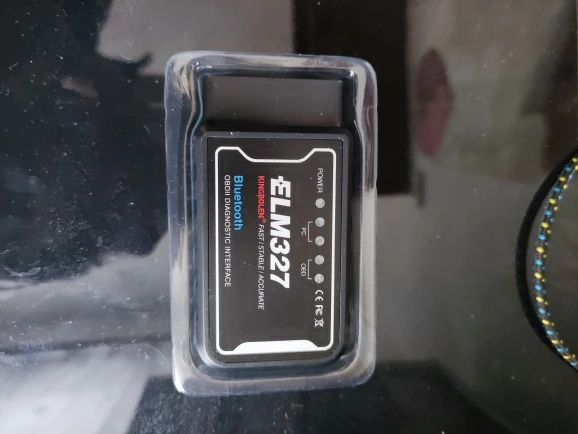 POWER
PC
OBD
CE FC
ELM327
KINGBOLEN® FAST / STABLE / ACCURATE
Bluetooth
OBDII DIAGNOSTIC INTERFACE